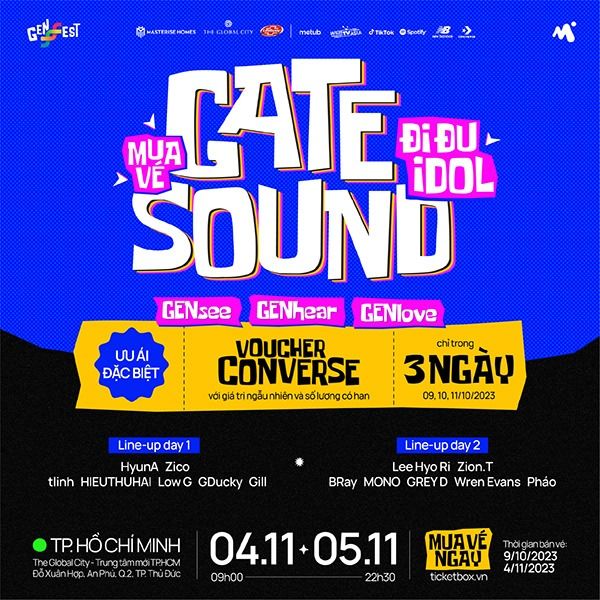 GENFEST
MASTERISE HOMES THE GLOBAL CITY metub TikTok Spotify new balance CONVERSE
MUA VÉ
GATE
SOUND
ĐI ĐU
IDOL
GENsee GENhear GENlove
ƯU ÁI
ĐẶC BIỆT
VOUCHER
CONVERSE
với giá trị ngẫu nhiên và số lượng có hạn
chỉ trong
3 NGÀY
09, 10, 11/10/2023
Line-up day 1
HyunA Zico
tlinh HIEUTHUHAI Low G GDucky Gill
Line-up day 2
Lee Hyo Ri Zion.T
BRay MONO GREY D Wren Evans Pháo
TP. HỒ CHÍ MINH
The Global City - Trung tâm mới TP.HCM
Đỗ Xuân Hợp, An Phú, Q.2, TP. Thủ Đức
04.11 05.11
09h00 22h30
MUA VÉ
NGAY
ticketbox.vn
Thời gian bán vé:
9/10/2023
4/11/2023